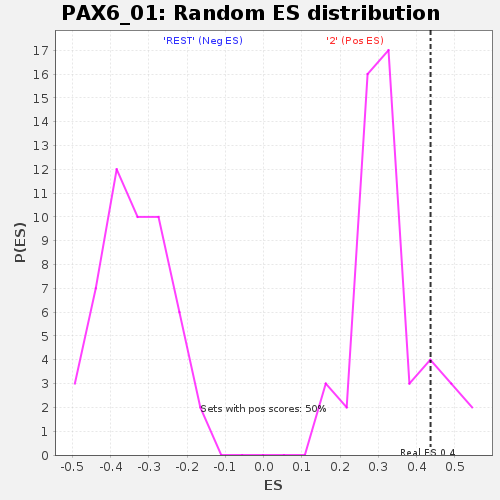 PAX6_01: Random ES distribution
'REST' (Neg ES)
'2' (Pos ES)
17
16
15
14
13
12
11
10
9
8
7
6
5
4
3
2
1
0
P(ES)
Sets with pos scores: 50%
Real ES 0.4
-0.5 -0.4 -0.3 -0.2 -0.1 0.0 0.1 0.2 0.3 0.4 0.5
ES